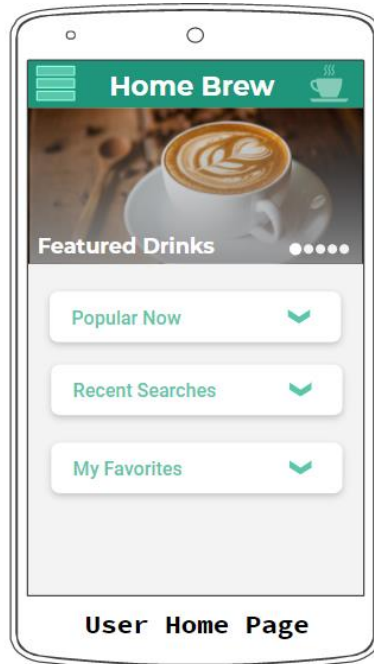 Home Brew
Featured Drinks
Popular Now
Recent Searches
My Favorites
User Home Page